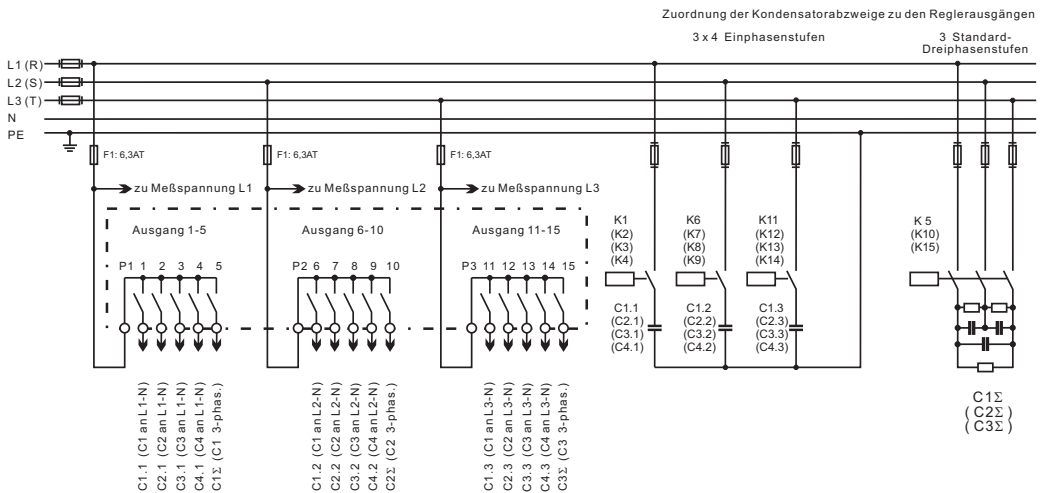 Zuordnung der Kondensatorabzweige zu den Reglerausgängen
3 x 4 Einphasenstufen
3 Standard-
Dreiphasenstufen
L1 (R)
L2 (S)
L3 (T)
N
PE
F1: 6,3AT
F1: 6,3AT
F1: 6,3AT
zu Meßspannung L1
zu Meßspannung L2
zu Meßspannung L3
Ausgang 1-5
Ausgang 6-10
Ausgang 11-15
P1 1 2 3 4 5
P2 6 7 8 9 10
P3 11 12 13 14 15
C1.1 (C1 an L1-N)
C2.1 (C2 an L1-N)
C3.1 (C3 an L1-N)
C4.1 (C4 an L1-N)
C1Σ (C1 3-phas.)
C1.2 (C1 an L2-N)
C2.2 (C2 an L2-N)
C3.2 (C3 an L2-N)
C4.2 (C4 an L2-N)
C2Σ (C2 3-phas.)
C1.3 (C1 an L3-N)
C2.3 (C2 an L3-N)
C3.3 (C3 an L3-N)
C4.3 (C4 an L3-N)
C3Σ (C3 3-phas.)
K1
(K2)
(K3)
(K4)
C1.1
(C2.1)
(C3.1)
(C4.1)
K6
(K7)
(K8)
(K9)
C1.2
(C2.2)
(C3.2)
(C4.2)
K11
(K12)
(K13)
(K14)
C1.3
(C2.3)
(C3.3)
(C4.3)
K 5
(K10)
(K15)
C1Σ
( C2Σ )
( C3Σ )